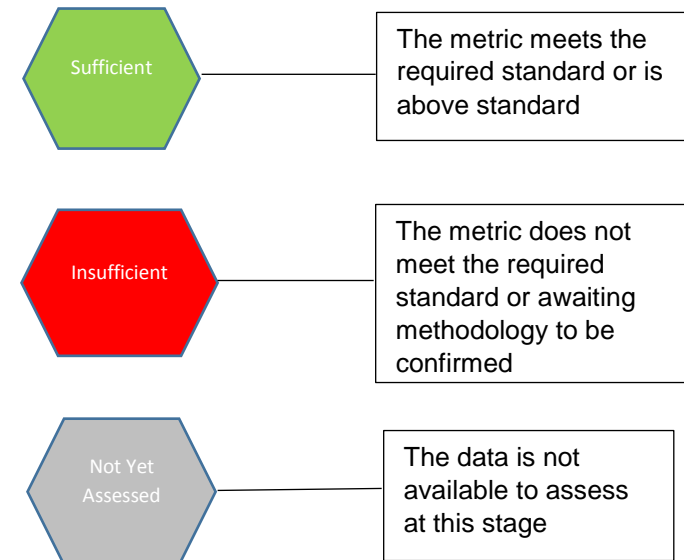 Sufficient
The metric meets the
required standard or is
above standard
Insufficient
The metric does not
meet the required
standard or awaiting
methodology to be
confirmed
Not Yet
Assessed
The data is not
available to assess
at this stage